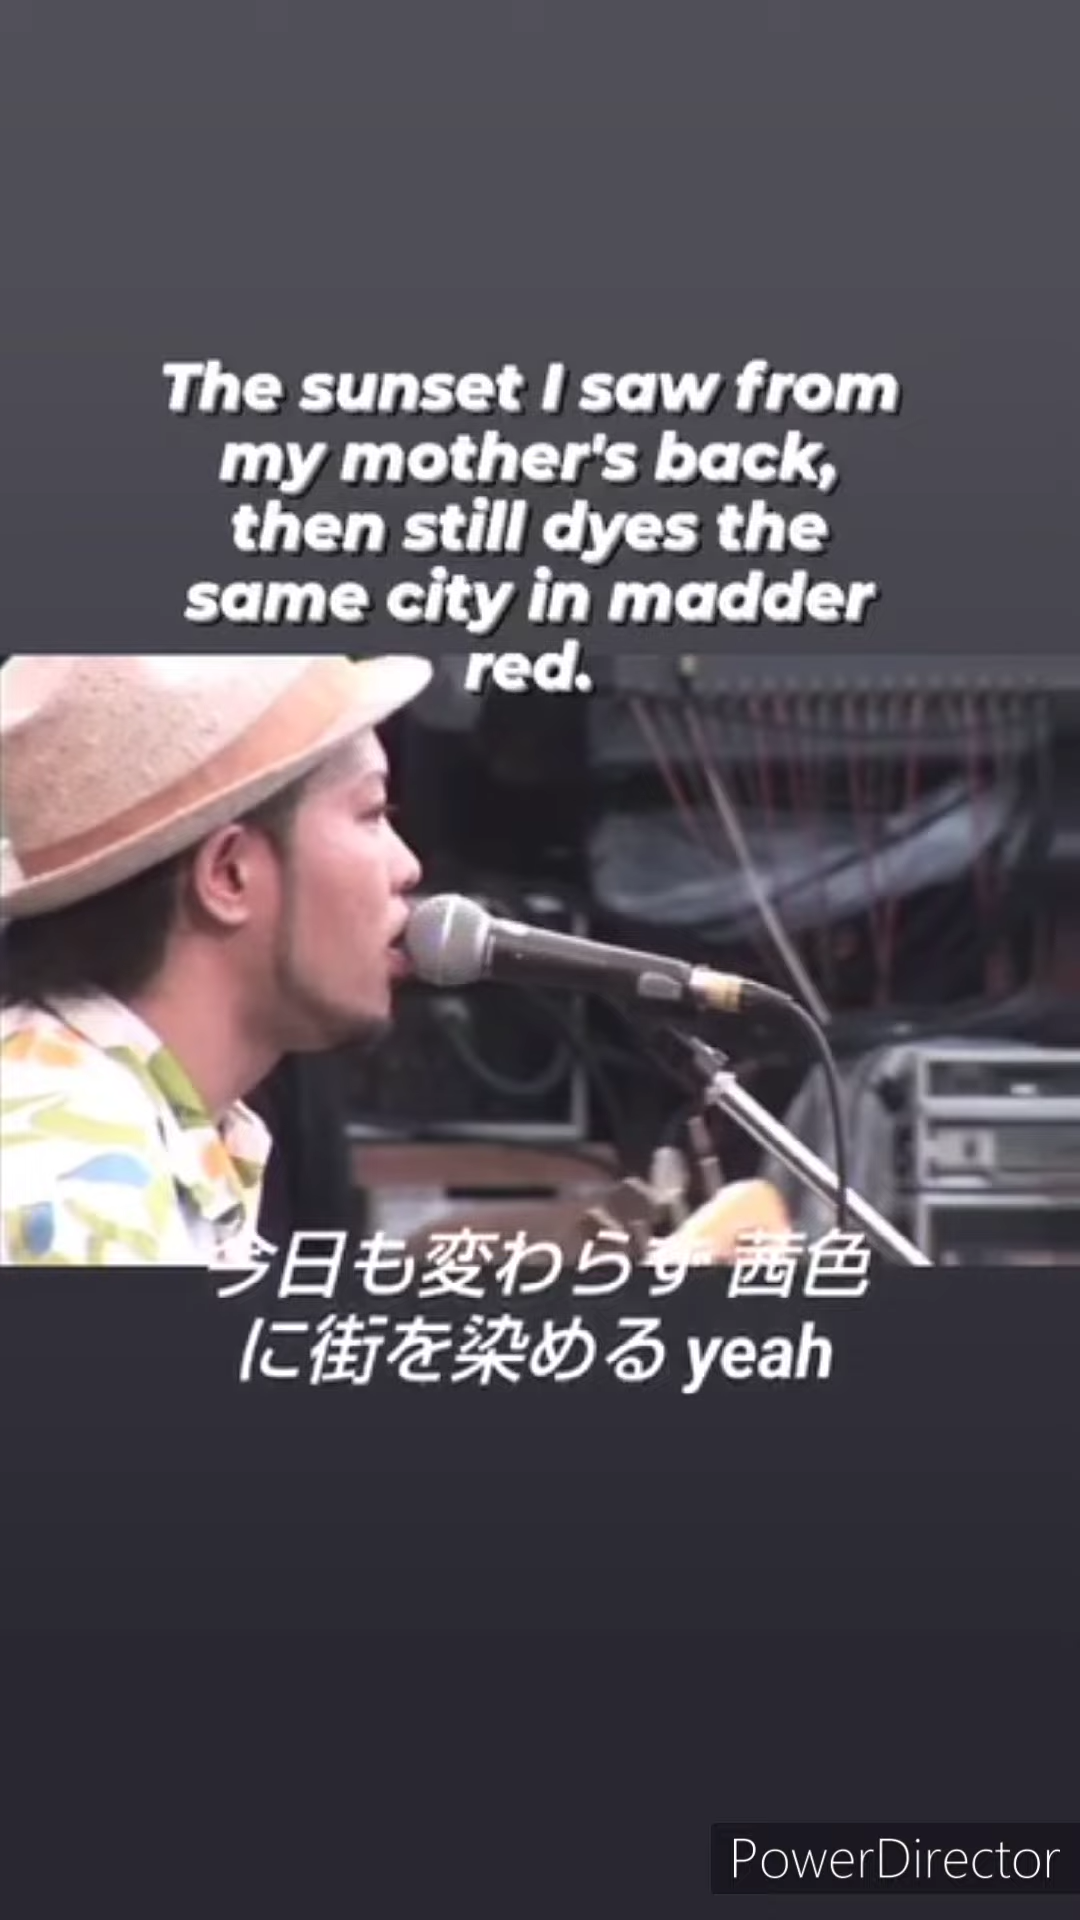 The sunset I saw from
my mother's back,
then still dyes the
same city in madder
red.
今日も変わらず 茜色
に街を染める yeah
PowerDirector